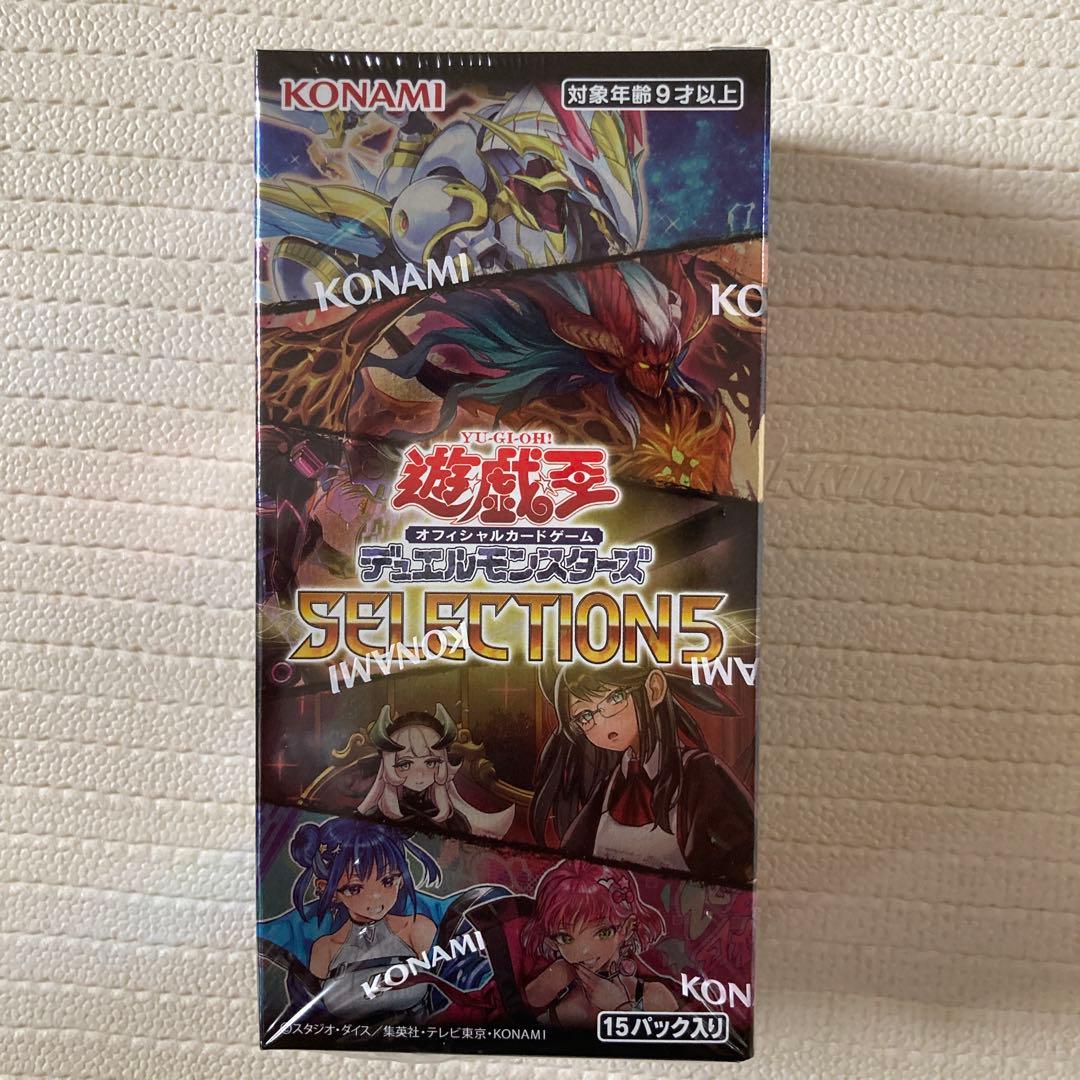 KONAMI
対象年齢9才以上
KONAMI
KO
YU-GI-OH!
遊☆戯☆王
オフィシャルカードゲーム
デュエルモンスターズ
SELECTION5
KONAMI
AMI
KONAMI
KON
©スタジオ・ダイス/集英社・テレビ東京・KONAMI
15パック入り